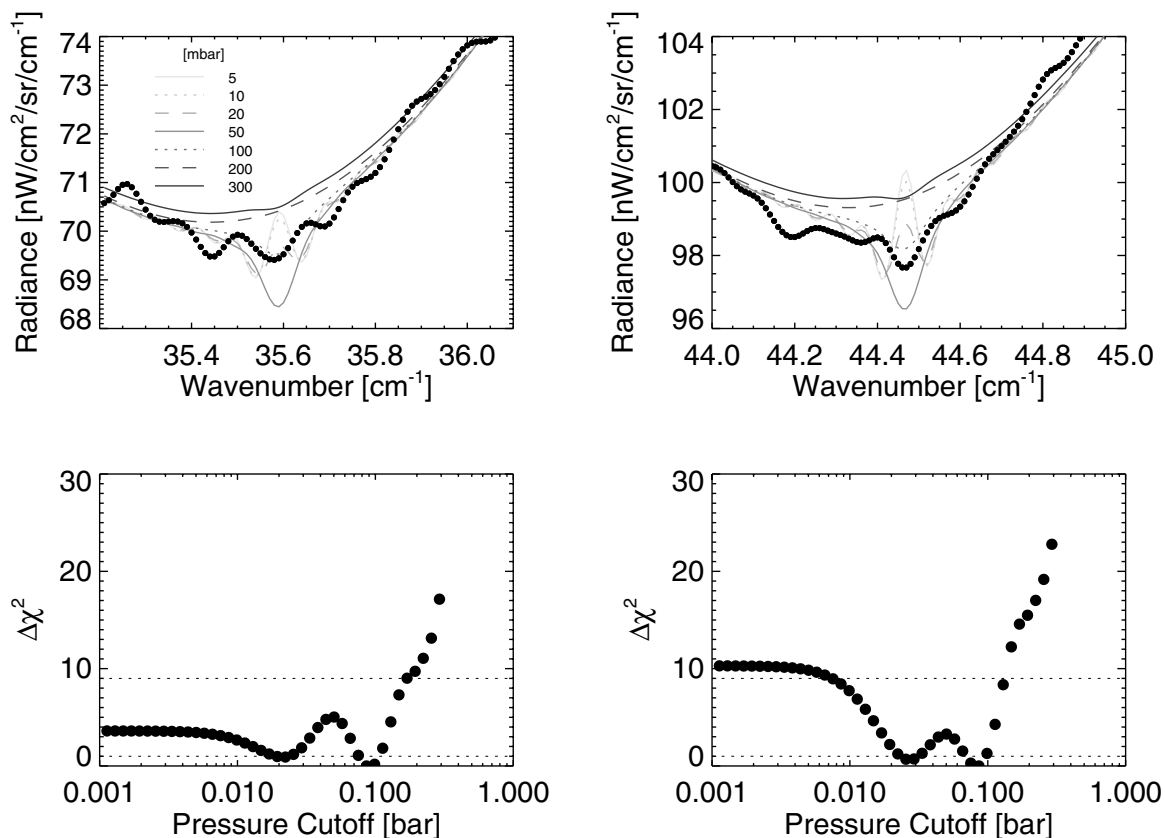 74
73
72
71
70
69
68
Radiance [nW/cm²/sr/cm⁻¹]
[mbar]
5
10
20
50
100
200
300
35.4 35.6 35.8 36.0
Wavenumber [cm⁻¹]
104
102
100
98
96
Radiance [nW/cm²/sr/cm⁻¹]
44.0 44.2 44.4 44.6 44.8 45.0
Wavenumber [cm⁻¹]
30
20
10
0
Δχ²
0.001 0.010 0.100 1.000
Pressure Cutoff [bar]
30
20
10
0
Δχ²
0.001 0.010 0.100 1.000
Pressure Cutoff [bar]